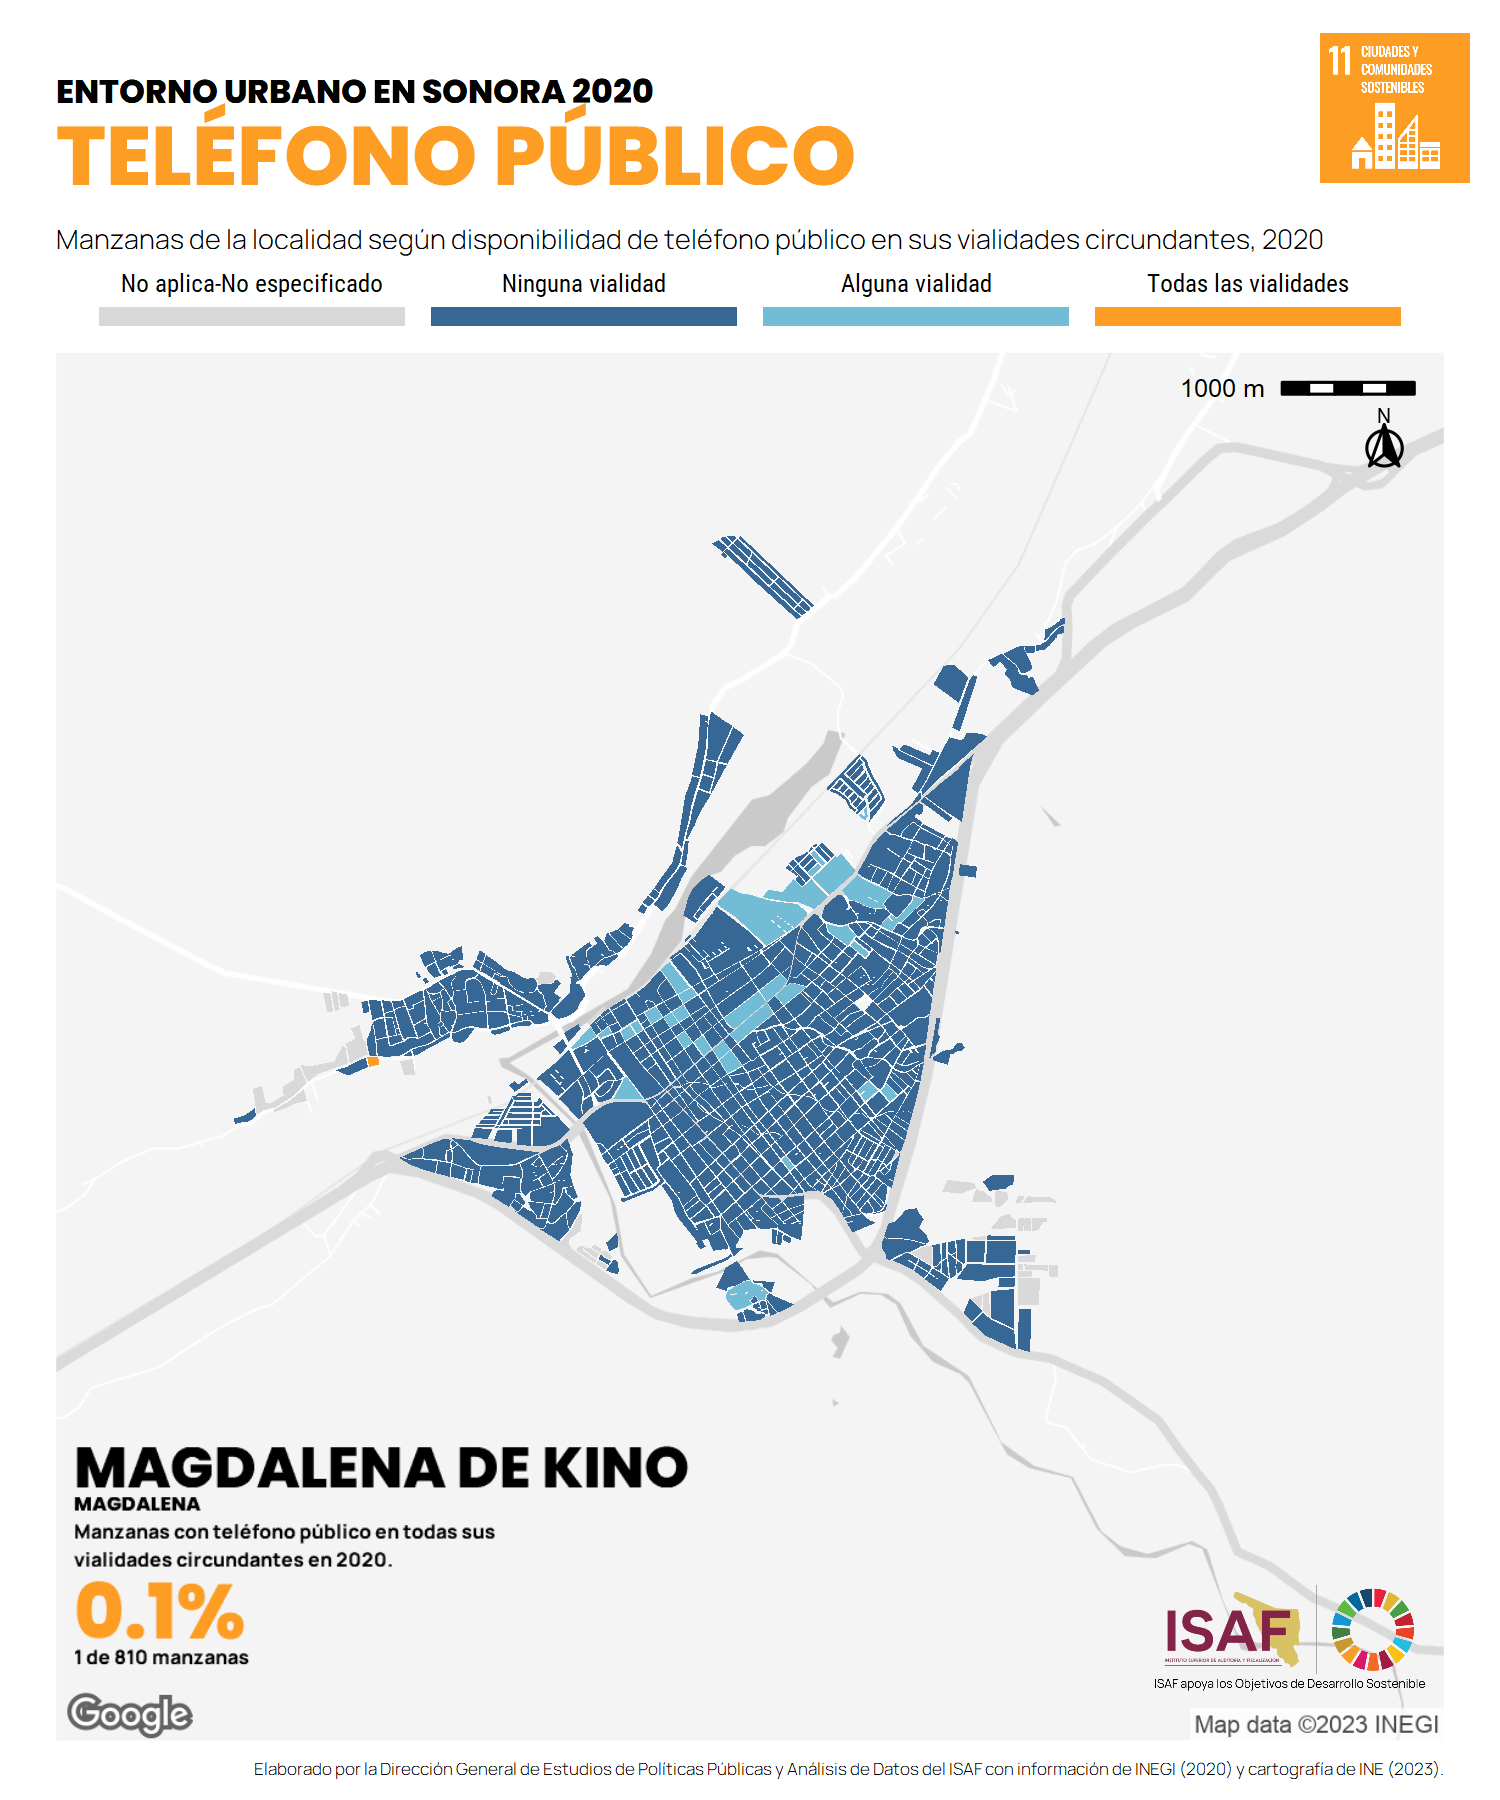 11 CIUDADES Y
COMUNIDADES
SOSTENIBLES
ENTORNO URBANO EN SONORA 2020
TELÉFONO PÚBLICO
Manzanas de la localidad según disponibilidad de teléfono público en sus vialidades circundantes, 2020
No aplica-No especificado
Ninguna vialidad
Alguna vialidad
Todas las vialidades
1000 m
N
MAGDALENA DE KINO
MAGDALENA
Manzanas con teléfono público en todas sus
vialidades circundantes en 2020.
0.1%
1 de 810 manzanas
ISAF
INSTITUTO SUPERIOR DE AUDITORÍA Y FISCALIZACIÓN
ISAF apoya los Objetivos de Desarrollo Sostenible
Google
Map data ©2023 INEGI
Elaborado por la Dirección General de Estudios de Políticas Públicas y Análisis de Datos del ISAF con información de INEGI (2020) y cartografía de INE (2023).